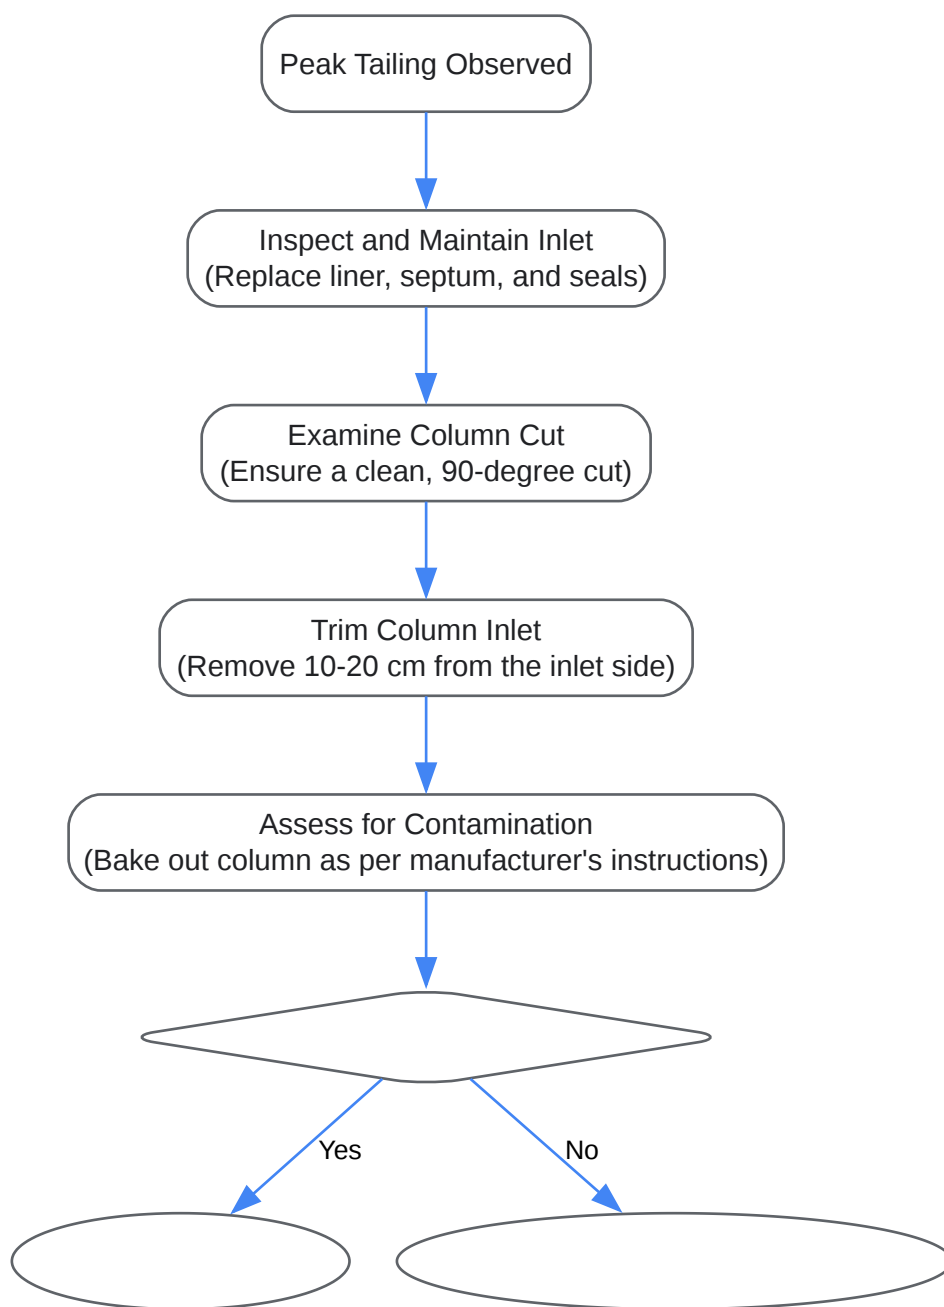 Peak Tailing Observed
Inspect and Maintain Inlet
(Replace liner, septum, and seals)
Examine Column Cut
(Ensure a clean, 90-degree cut)
Trim Column Inlet
(Remove 10-20 cm from the inlet side)
Assess for Contamination
(Bake out column as per manufacturer's instructions)
Yes
No